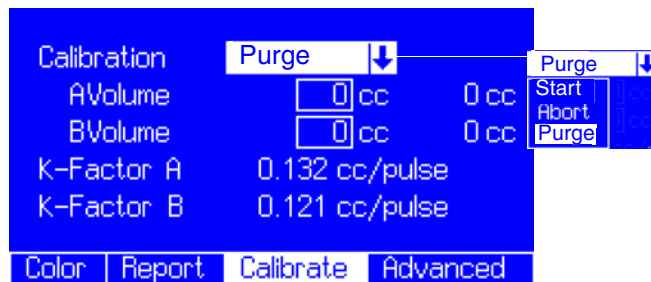 Calibration Purge
AVolume 0 cc 0 cc
BVolume 0 cc 0 cc
K-Factor A 0.132 cc/pulse
K-Factor B 0.121 cc/pulse
Color Report Calibrate Advanced
Purge
Start
Abort
Purge